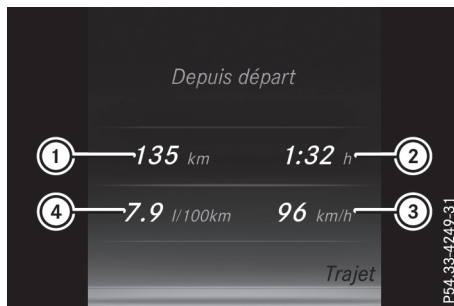 Depuis départ
1 135 km 1:32 h 2
4 7.9 l/100km 96 km/h 3
Trajet
P54.33-4249-31